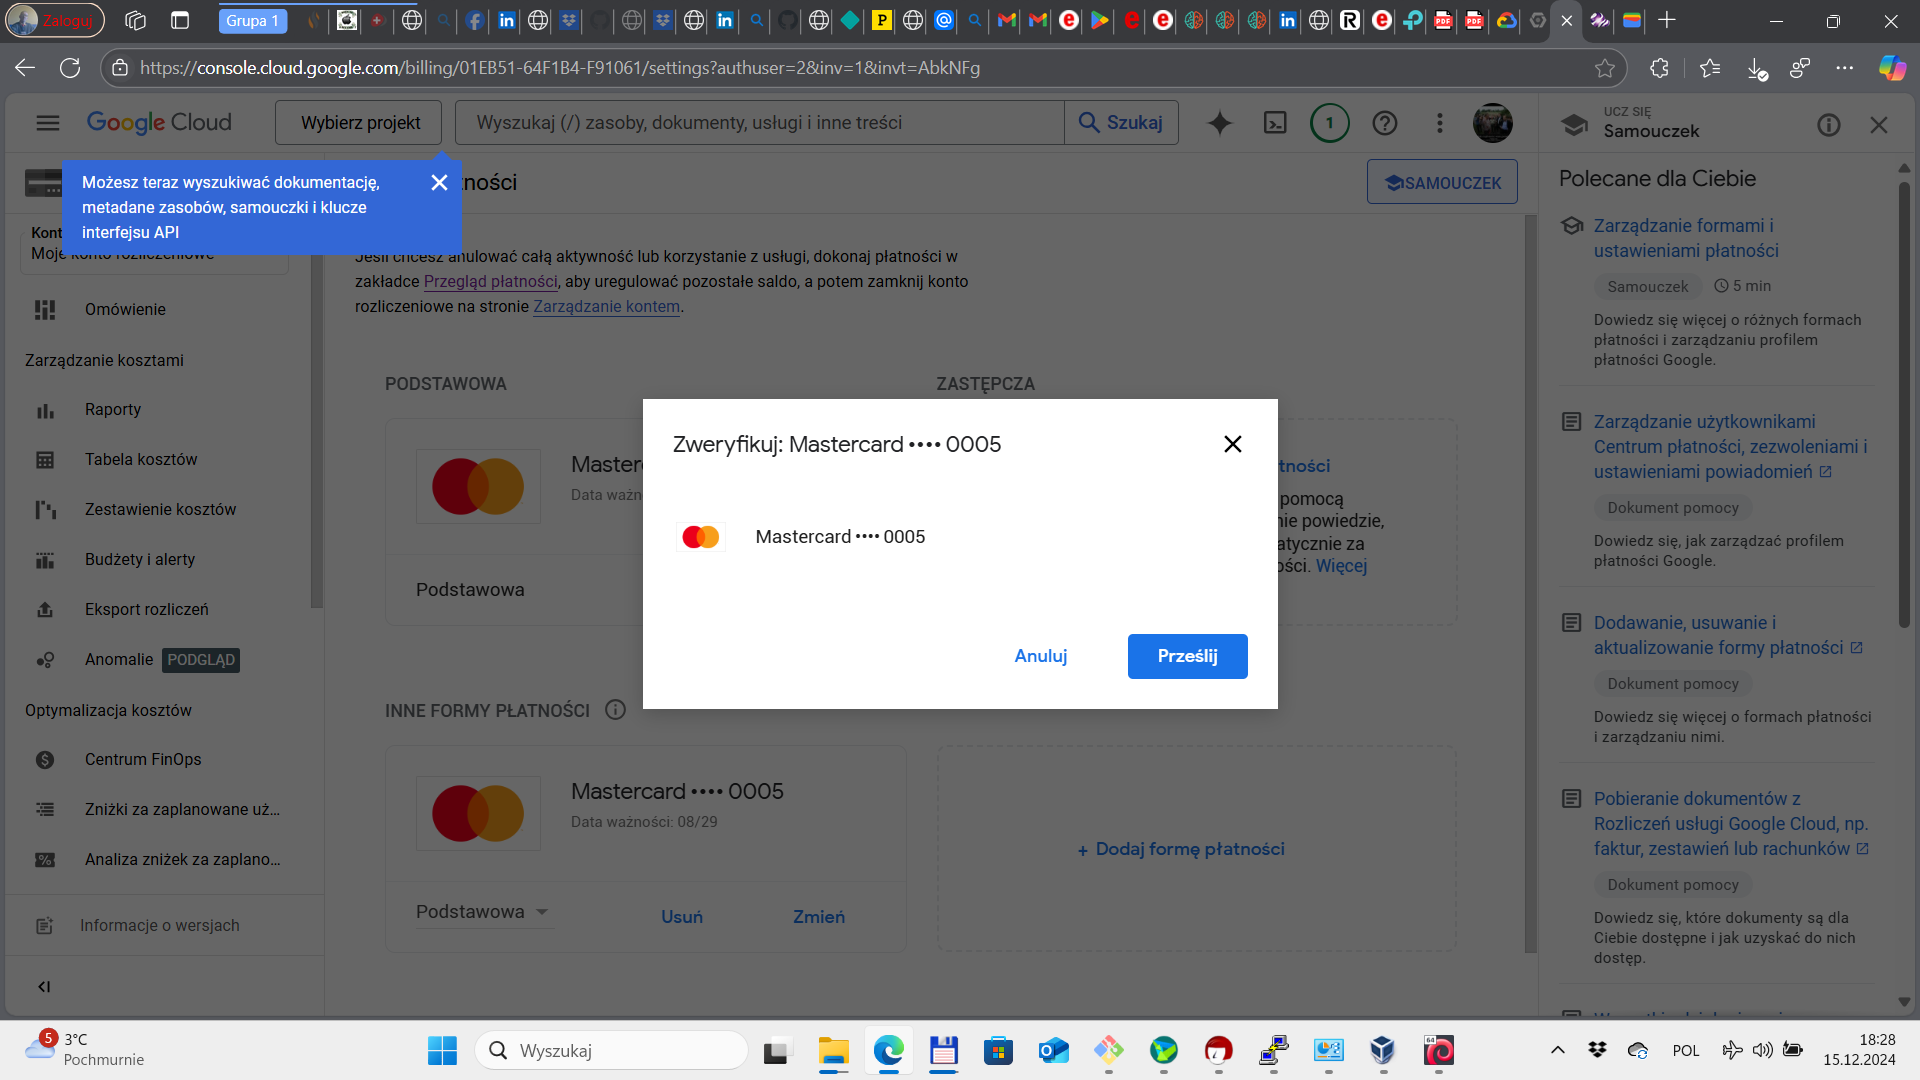 Zaloguj
Grupa 1
https://console.cloud.google.com/billing/01EB51-64F1B4-F91061/settings?authuser=2&inv=1&invt=AbkNFg
Google Cloud
Wybierz projekt
Wyszukaj (/) zasoby, dokumenty, usługi i inne treści
Szukaj
1
UCZ SIĘ
Samouczek
Możesz teraz wyszukiwać dokumentację,
metadane zasobów, samouczki i klucze
interfejsu API
SAMOUCZEK
Kont
Moje konto rozliczeniowe
Omówienie
Zarządzanie kosztami
Raporty
Tabela kosztów
Zestawienie kosztów
Budżety i alerty
Eksport rozliczeń
Anomalie PODGLĄD
Optymalizacja kosztów
Centrum FinOps
Zniżki za zaplanowane uż...
Analiza zniżek za zaplano...
Informacje o wersjach
Jeśli chcesz anulować całą aktywność lub korzystanie z usługi, dokonaj płatności w
zakładce Przegląd płatności, aby uregulować pozostałe saldo, a potem zamknij konto
rozliczeniowe na stronie Zarządzanie kontem.
PODSTAWOWA
ZASTĘPCZA
Master
Data ważn
Podstawowa
tności
pomocą
nie powiedzie,
atycznie za
ości. Więcej
Zweryfikuj: Mastercard •••• 0005
Mastercard •••• 0005
Anuluj
Prześlij
INNE FORMY PŁATNOŚCI
Mastercard •••• 0005
Data ważności: 08/29
Podstawowa
Usuń
Zmień
+ Dodaj formę płatności
Polecane dla Ciebie
Zarządzanie formami i
ustawieniami płatności
Samouczek
5 min
Dowiedz się więcej o różnych formach
płatności i zarządzaniu profilem
płatności Google.
Zarządzanie użytkownikami
Centrum płatności, zezwoleniami i
ustawieniami powiadomień
Dokument pomocy
Dowiedz się, jak zarządzać profilem
płatności Google.
Dodawanie, usuwanie i
aktualizowanie formy płatności
Dokument pomocy
Dowiedz się więcej o formach płatności
i zarządzaniu nimi.
Pobieranie dokumentów z
Rozliczeń usługi Google Cloud, np.
faktur, zestawień lub rachunków
Dokument pomocy
Dowiedz się, które dokumenty są dla
Ciebie dostępne i jak uzyskać do nich
dostęp.
5
3°C
Pochmurnie
Wyszukaj
POL
18:28
15.12.2024